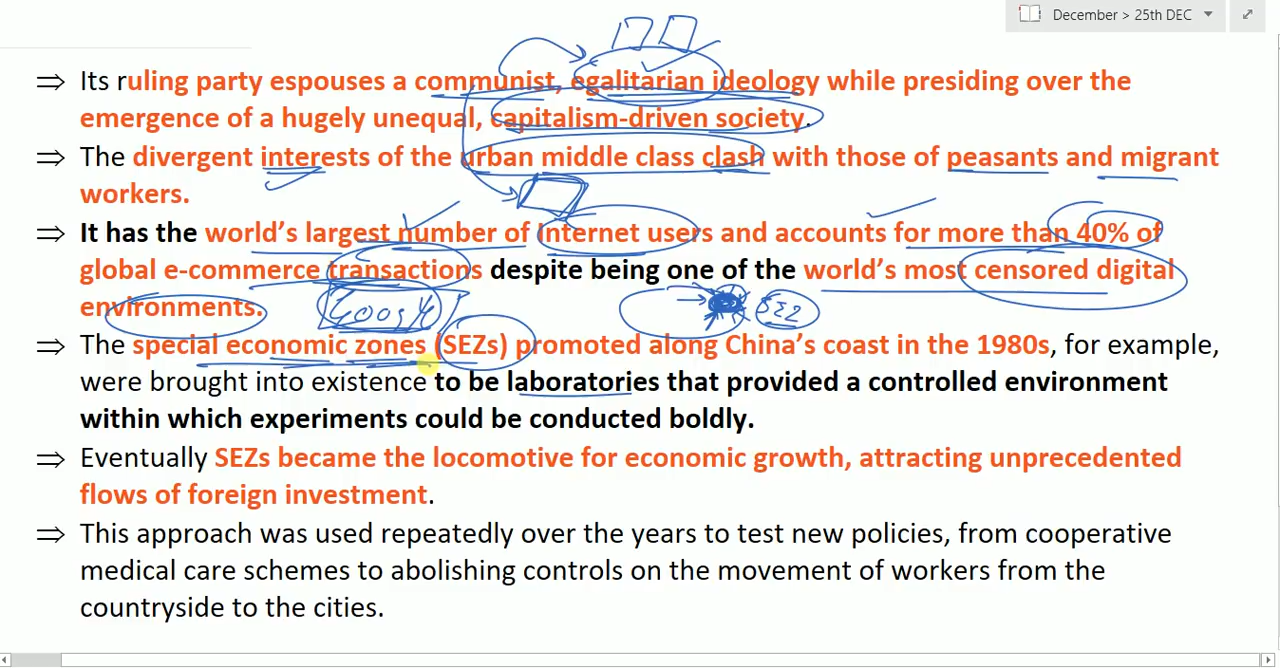 December > 25th DEC
⇒ Its ruling party espouses a communist, egalitarian ideology while presiding over the
emergence of a hugely unequal, capitalism-driven society.
⇒ The divergent interests of the urban middle class clash with those of peasants and migrant
workers.
⇒ It has the world's largest number of Internet users and accounts for more than 40% of
global e-commerce transactions despite being one of the world's most censored digital
environments.
Google
SEZ
⇒ The special economic zones (SEZs) promoted along China's coast in the 1980s, for example,
were brought into existence to be laboratories that provided a controlled environment
within which experiments could be conducted boldly.
⇒ Eventually SEZs became the locomotive for economic growth, attracting unprecedented
flows of foreign investment.
⇒ This approach was used repeatedly over the years to test new policies, from cooperative
medical care schemes to abolishing controls on the movement of workers from the
countryside to the cities.